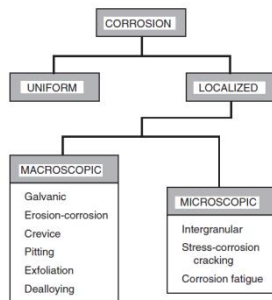 CORROSION
UNIFORM
LOCALIZED
MACROSCOPIC
Galvanic
Erosion-corrosion
Crevice
Pitting
Exfoliation
Dealloying
MICROSCOPIC
Intergranular
Stress-corrosion
cracking
Corrosion fatigue